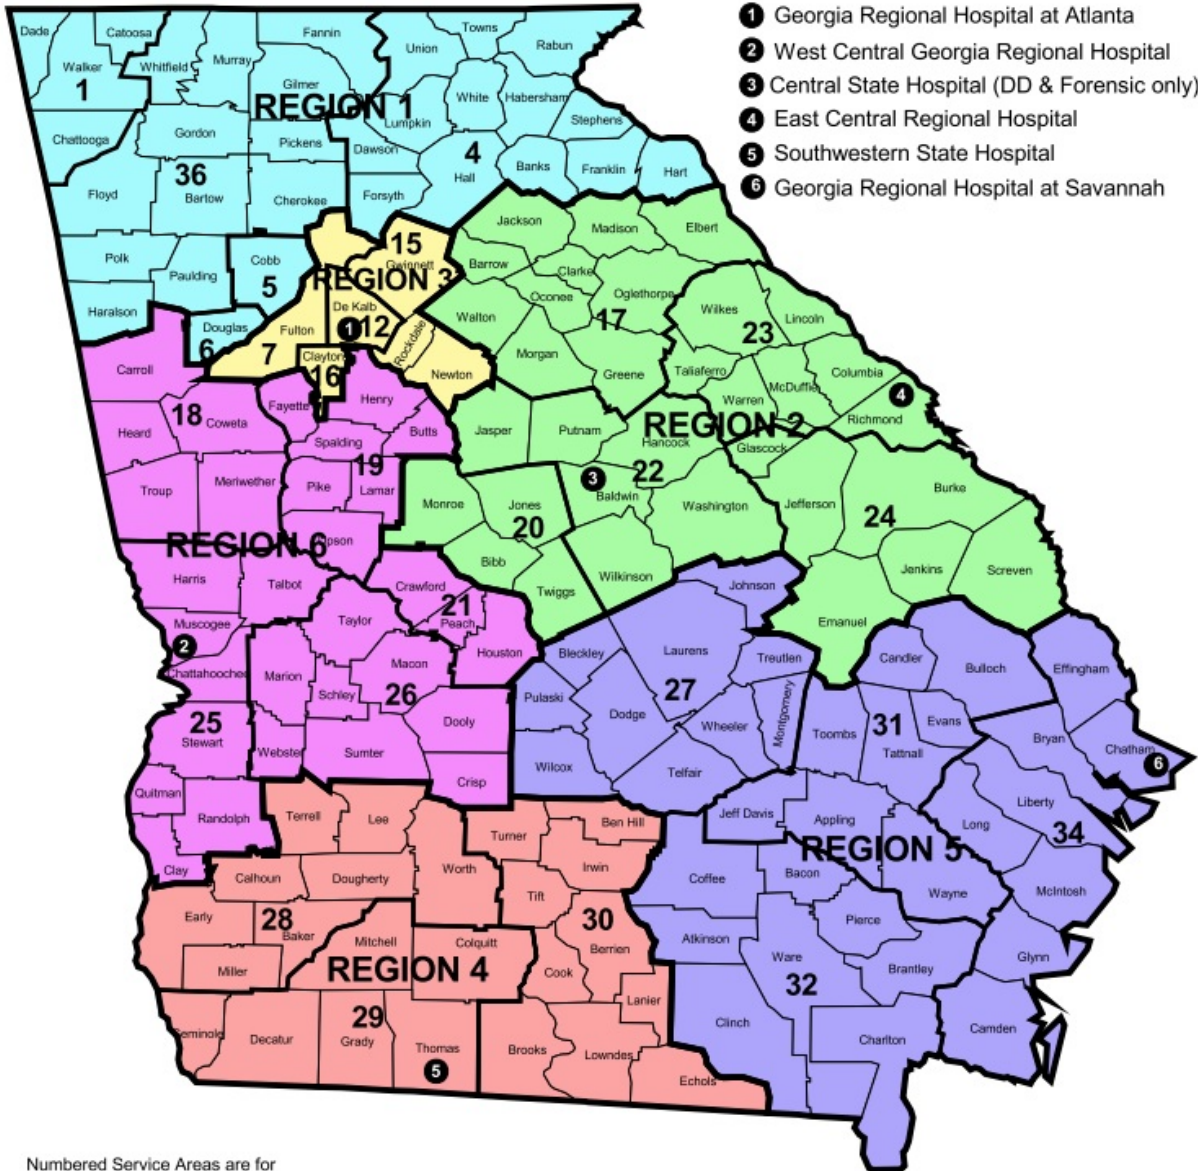 1 Georgia Regional Hospital at Atlanta
2 West Central Georgia Regional Hospital
3 Central State Hospital (DD & Forensic only)
4 East Central Regional Hospital
5 Southwestern State Hospital
6 Georgia Regional Hospital at Savannah
Dade
Catoosa
Fannin
Towns
Union
Rabun
Walker
Whitfield
Murray
1
Gilmer
White
Habersham
REGION 1
Lumpkin
Stephens
Chattooga
Gordon
Pickens
Dawson
4
Hall
Banks
Franklin
Hart
36
Floyd
Bartow
Cherokee
Forsyth
Jackson
Madison
Elbert
15
Polk
Paulding
Cobb
5
Gwinnett
REGION 3
Barrow
Clarke
Oconee
Oglethorpe
Haralson
Douglas
6
Fulton
7
De Kalb
1
12
Rockdale
Walton
17
Wilkes
23
Lincoln
Carroll
Clayton
16
Newton
Morgan
Greene
Taliaferro
McDuffie
Columbia
Warren
4
Richmond
18
Coweta
Fayette
Henry
Heard
Spalding
Butts
Jasper
Putnam
REGION 2
Hancock
Glascock
19
22
Troup
Meriwether
Pike
Lamar
Monroe
Jones
20
3
Baldwin
Washington
Jefferson
Burke
24
REGION 6
Upson
Bibb
Wilkinson
Jenkins
Screven
Harris
Talbot
Crawford
21
Peach
Twiggs
Johnson
Muscogee
2
Taylor
Emanuel
Chattahoochee
Marion
Macon
Houston
Bleckley
Laurens
Treutlen
Candler
Bulloch
Effingham
Schley
26
Pulaski
27
Dodge
Wheeler
Montgomery
Toombs
31
Evans
Tattnall
Bryan
Chatham
6
25
Stewart
Webster
Sumter
Dooly
Wilcox
Telfair
Crisp
Quitman
Randolph
Clay
Terrell
Lee
Turner
Ben Hill
Jeff Davis
Appling
Liberty
Long
34
REGION 5
Calhoun
Dougherty
Worth
Irwin
Tift
Coffee
Bacon
Wayne
McIntosh
Early
28
Baker
Mitchell
Colquitt
30
Berrien
Atkinson
Pierce
Ware
Brantley
Glynn
Miller
REGION 4
Cook
Lanier
32
Seminole
Decatur
29
Grady
Thomas
5
Brooks
Lowndes
Clinch
Charlton
Camden
Echols
Numbered Service Areas are for